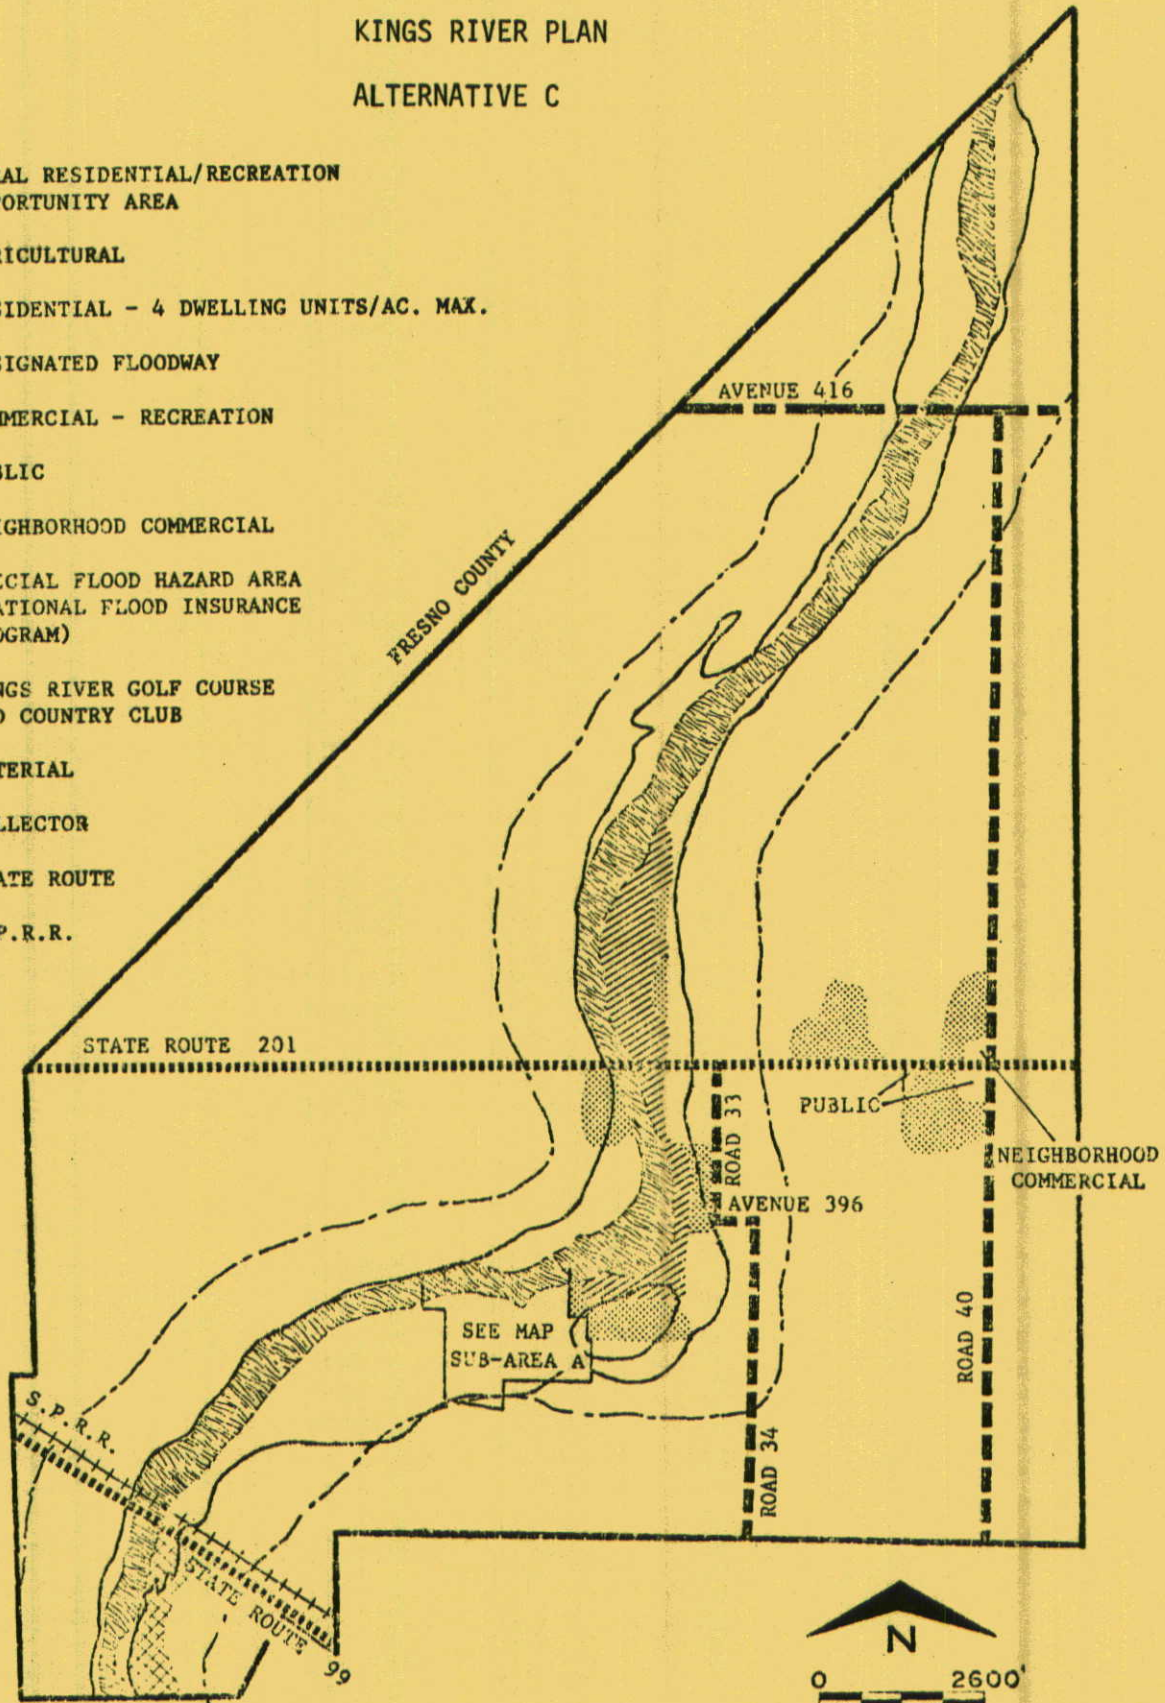 KINGS RIVER PLAN
ALTERNATIVE C
AL RESIDENTIAL/RECREATION
ORTUNITY AREA
ICULTURAL
IDENTIAL - 4 DWELLING UNITS/AC. MAX.
IGNATED FLOODWAY
MERCIAL - RECREATION
LIC
IGHBORHOOD COMMERCIAL
CIAL FLOOD HAZARD AREA
ATIONAL FLOOD INSURANCE
OGRAM)
NGS RIVER GOLF COURSE
D COUNTRY CLUB
TERIAL
LLECTOR
ATE ROUTE
P.R.R.
AVENUE 416
FRESNO COUNTY
STATE ROUTE 201
PUBLIC
ROAD 33
NEIGHBORHOOD
COMMERCIAL
AVENUE 396
SEE MAP
SUB-AREA A
ROAD 40
S.P.R.R.
ROAD 34
STATE ROUTE
99
N
0 2600'